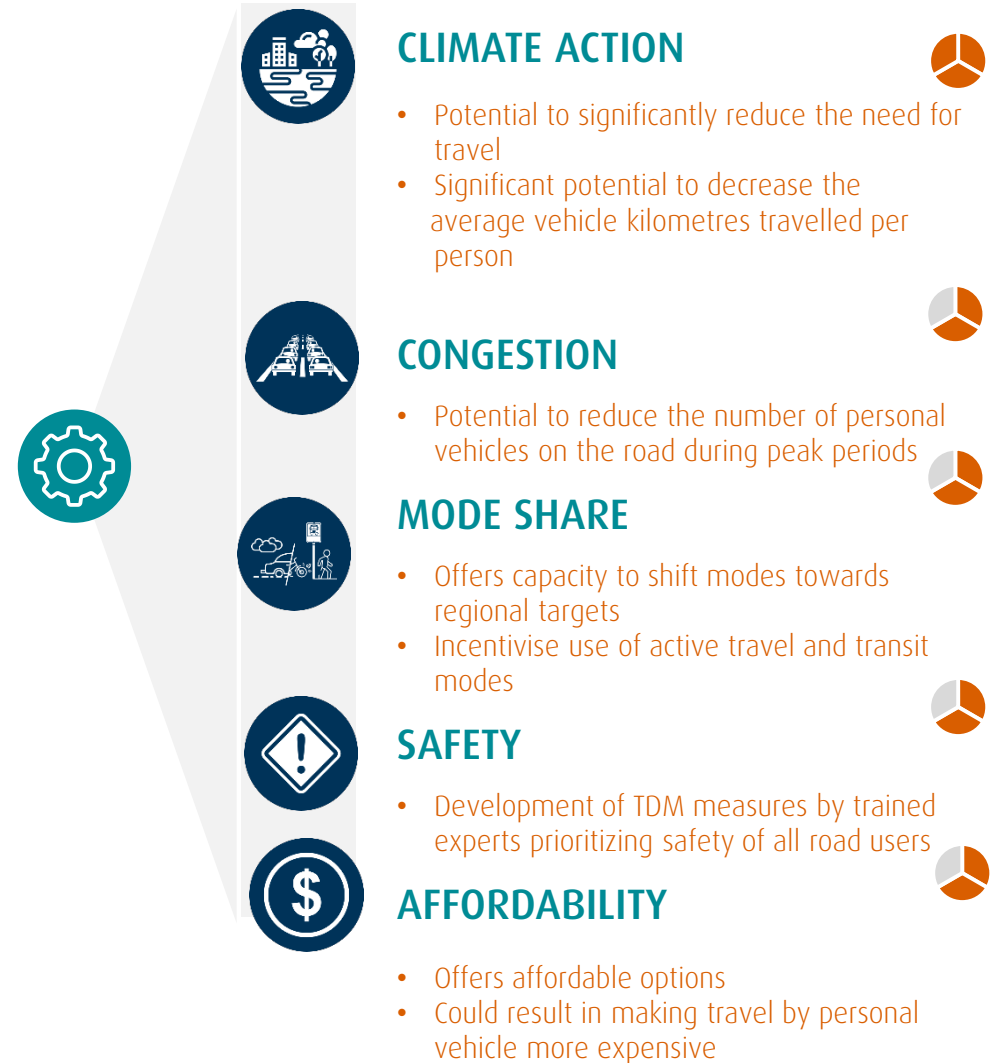 CLIMATE ACTION
• Potential to significantly reduce the need for
travel
• Significant potential to decrease the
average vehicle kilometres travelled per
person
CONGESTION
• Potential to reduce the number of personal
vehicles on the road during peak periods
MODE SHARE
• Offers capacity to shift modes towards
regional targets
• Incentivise use of active travel and transit
modes
SAFETY
• Development of TDM measures by trained
experts prioritizing safety of all road users
$
AFFORDABILITY
• Offers affordable options
• Could result in making travel by personal
vehicle more expensive